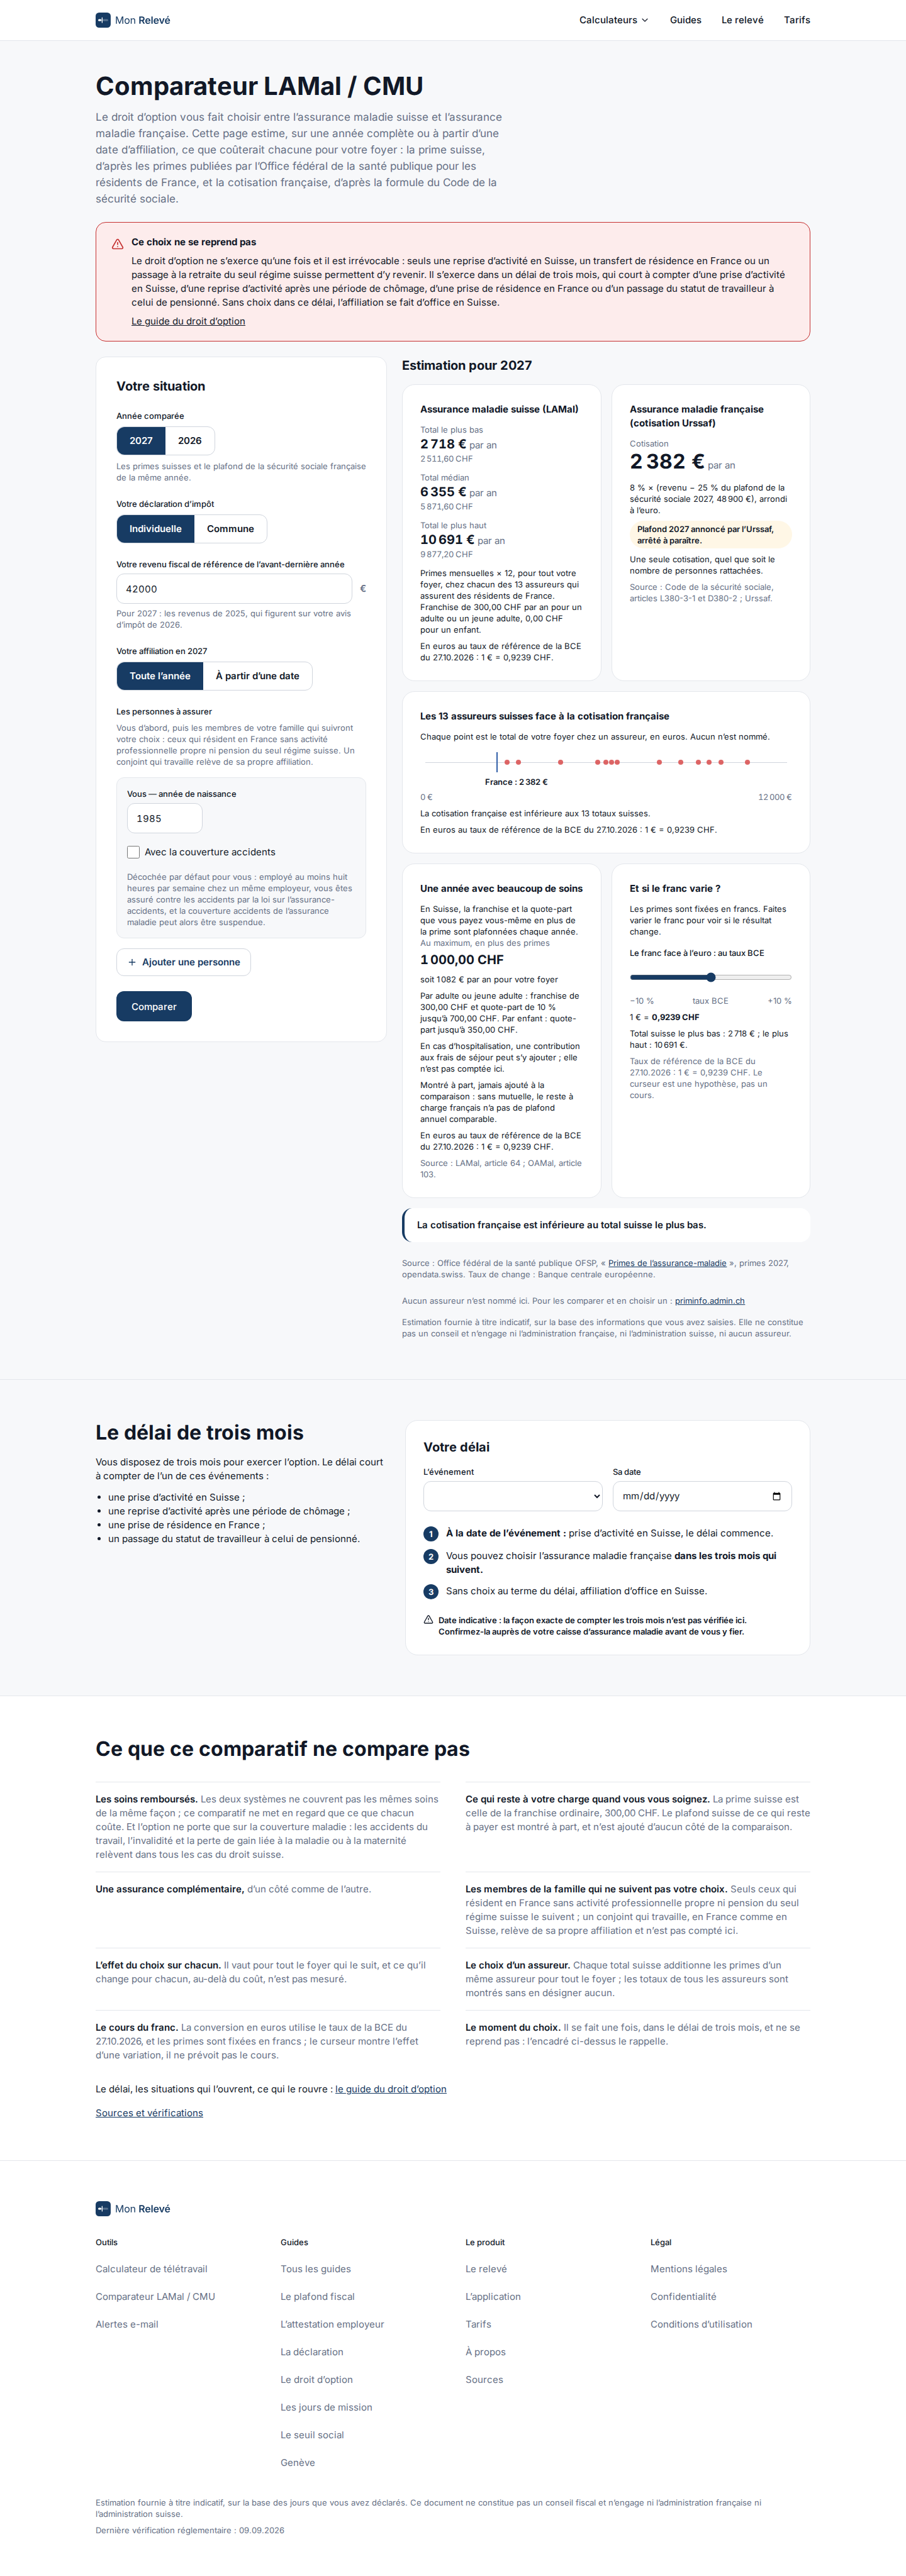 Mon Relevé
Calculateurs
Guides
Le relevé
Tarifs
Comparateur LAMal / CMU
Le droit d’option vous fait choisir entre l’assurance maladie suisse et l’assurance
maladie française. Cette page estime, sur une année complète ou à partir d’une
date d’affiliation, ce que coûterait chacune pour votre foyer : la prime suisse,
d’après les primes publiées par l’Office fédéral de la santé publique pour les
résidents de France, et la cotisation française, d’après la formule du Code de la
sécurité sociale.
Ce choix ne se reprend pas
Le droit d’option ne s’exerce qu’une fois et il est irrévocable : seuls une reprise d’activité en Suisse, un transfert de résidence en France ou un
passage à la retraite du seul régime suisse permettent d’y revenir. Il s’exerce dans un délai de trois mois, qui court à compter d’une prise d’activité
en Suisse, d’une reprise d’activité après une période de chômage, d’une prise de résidence en France ou d’un passage du statut de travailleur à
celui de pensionné. Sans choix dans ce délai, l’affiliation se fait d’office en Suisse.
Le guide du droit d’option
Votre situation
Année comparée
2027
2026
Les primes suisses et le plafond de la sécurité sociale française
de la même année.
Votre déclaration d’impôt
Individuelle
Commune
Votre revenu fiscal de référence de l’avant-dernière année
42000
€
Pour 2027 : les revenus de 2025, qui figurent sur votre avis
d’impôt de 2026.
Votre affiliation en 2027
Toute l’année
À partir d’une date
Les personnes à assurer
Vous d’abord, puis les membres de votre famille qui suivront
votre choix : ceux qui résident en France sans activité
professionnelle propre ni pension du seul régime suisse. Un
conjoint qui travaille relève de sa propre affiliation.
Vous — année de naissance
1985
Avec la couverture accidents
Décochée par défaut pour vous : employé au moins huit
heures par semaine chez un même employeur, vous êtes
assuré contre les accidents par la loi sur l’assurance-
accidents, et la couverture accidents de l’assurance
maladie peut alors être suspendue.
Ajouter une personne
Comparer
Estimation pour 2027
Assurance maladie suisse (LAMal)
Total le plus bas
2 718 € par an
2 511,60 CHF
Total médian
6 355 € par an
5 871,60 CHF
Total le plus haut
10 691 € par an
9 877,20 CHF
Primes mensuelles × 12, pour tout votre
foyer, chez chacun des 13 assureurs qui
assurent des résidents de France.
Franchise de 300,00 CHF par an pour un
adulte ou un jeune adulte, 0,00 CHF
pour un enfant.
En euros au taux de référence de la BCE
du 27.10.2026 : 1 € = 0,9239 CHF.
Assurance maladie française
(cotisation Urssaf)
Cotisation
2 382 € par an
8 % × (revenu − 25 % du plafond de la
sécurité sociale 2027, 48 900 €), arrondi
à l’euro.
Plafond 2027 annoncé par l’Urssaf,
arrêté à paraître.
Une seule cotisation, quel que soit le
nombre de personnes rattachées.
Source : Code de la sécurité sociale,
articles L380-3-1 et D380-2 ; Urssaf.
Les 13 assureurs suisses face à la cotisation française
Chaque point est le total de votre foyer chez un assureur, en euros. Aucun n’est nommé.
France : 2 382 €
0 €
12 000 €
La cotisation française est inférieure aux 13 totaux suisses.
En euros au taux de référence de la BCE du 27.10.2026 : 1 € = 0,9239 CHF.
Une année avec beaucoup de soins
En Suisse, la franchise et la quote-part
que vous payez vous-même en plus de
la prime sont plafonnées chaque année.
Au maximum, en plus des primes
1 000,00 CHF
soit 1 082 € par an pour votre foyer
Par adulte ou jeune adulte : franchise de
300,00 CHF et quote-part de 10 %
jusqu’à 700,00 CHF. Par enfant : quote-
part jusqu’à 350,00 CHF.
En cas d’hospitalisation, une contribution
aux frais de séjour peut s’y ajouter ; elle
n’est pas comptée ici.
Montré à part, jamais ajouté à la
comparaison : sans mutuelle, le reste à
charge français n’a pas de plafond
annuel comparable.
En euros au taux de référence de la BCE
du 27.10.2026 : 1 € = 0,9239 CHF.
Source : LAMal, article 64 ; OAMal, article
103.
Et si le franc varie ?
Les primes sont fixées en francs. Faites
varier le franc pour voir si le résultat
change.
Le franc face à l’euro : au taux BCE
−10 %
taux BCE
+10 %
1 € = 0,9239 CHF
Total suisse le plus bas : 2 718 € ; le plus
haut : 10 691 €.
Taux de référence de la BCE du
27.10.2026 : 1 € = 0,9239 CHF. Le
curseur est une hypothèse, pas un
cours.
La cotisation française est inférieure au total suisse le plus bas.
Source : Office fédéral de la santé publique OFSP, « Primes de l’assurance-maladie », primes 2027,
opendata.swiss. Taux de change : Banque centrale européenne.
Aucun assureur n’est nommé ici. Pour les comparer et en choisir un : priminfo.admin.ch
Estimation fournie à titre indicatif, sur la base des informations que vous avez saisies. Elle ne constitue
pas un conseil et n’engage ni l’administration française, ni l’administration suisse, ni aucun assureur.
Le délai de trois mois
Vous disposez de trois mois pour exercer l’option. Le délai court
à compter de l’un de ces événements :
• une prise d’activité en Suisse ;
• une reprise d’activité après une période de chômage ;
• une prise de résidence en France ;
• un passage du statut de travailleur à celui de pensionné.
Votre délai
L’événement
Sa date
mm/dd/yyyy
1 À la date de l’événement : prise d’activité en Suisse, le délai commence.
2 Vous pouvez choisir l’assurance maladie française dans les trois mois qui
suivent.
3 Sans choix au terme du délai, affiliation d’office en Suisse.
Date indicative : la façon exacte de compter les trois mois n’est pas vérifiée ici.
Confirmez-la auprès de votre caisse d’assurance maladie avant de vous y fier.
Ce que ce comparatif ne compare pas
Les soins remboursés. Les deux systèmes ne couvrent pas les mêmes soins
de la même façon ; ce comparatif ne met en regard que ce que chacun
coûte. Et l’option ne porte que sur la couverture maladie : les accidents du
travail, l’invalidité et la perte de gain liée à la maladie ou à la maternité
relèvent dans tous les cas du droit suisse.
Ce qui reste à votre charge quand vous vous soignez. La prime suisse est
celle de la franchise ordinaire, 300,00 CHF. Le plafond suisse de ce qui reste
à payer est montré à part, et n’est ajouté d’aucun côté de la comparaison.
Une assurance complémentaire, d’un côté comme de l’autre.
Les membres de la famille qui ne suivent pas votre choix. Seuls ceux qui
résident en France sans activité professionnelle propre ni pension du seul
régime suisse le suivent ; un conjoint qui travaille, en France comme en
Suisse, relève de sa propre affiliation et n’est pas compté ici.
L’effet du choix sur chacun. Il vaut pour tout le foyer qui le suit, et ce qu’il
change pour chacun, au-delà du coût, n’est pas mesuré.
Le choix d’un assureur. Chaque total suisse additionne les primes d’un
même assureur pour tout le foyer ; les totaux de tous les assureurs sont
montrés sans en désigner aucun.
Le cours du franc. La conversion en euros utilise le taux de la BCE du
27.10.2026, et les primes sont fixées en francs ; le curseur montre l’effet
d’une variation, il ne prévoit pas le cours.
Le moment du choix. Il se fait une fois, dans le délai de trois mois, et ne se
reprend pas : l’encadré ci-dessus le rappelle.
Le délai, les situations qui l’ouvrent, ce qui le rouvre : le guide du droit d’option
Sources et vérifications
Mon Relevé
Outils
Calculateur de télétravail
Comparateur LAMal / CMU
Alertes e-mail
Guides
Tous les guides
Le plafond fiscal
L’attestation employeur
La déclaration
Le droit d’option
Les jours de mission
Le seuil social
Genève
Le produit
Le relevé
L’application
Tarifs
À propos
Sources
Légal
Mentions légales
Confidentialité
Conditions d’utilisation
Estimation fournie à titre indicatif, sur la base des jours que vous avez déclarés. Ce document ne constitue pas un conseil fiscal et n’engage ni l’administration française ni
l’administration suisse.
Dernière vérification réglementaire : 09.09.2026